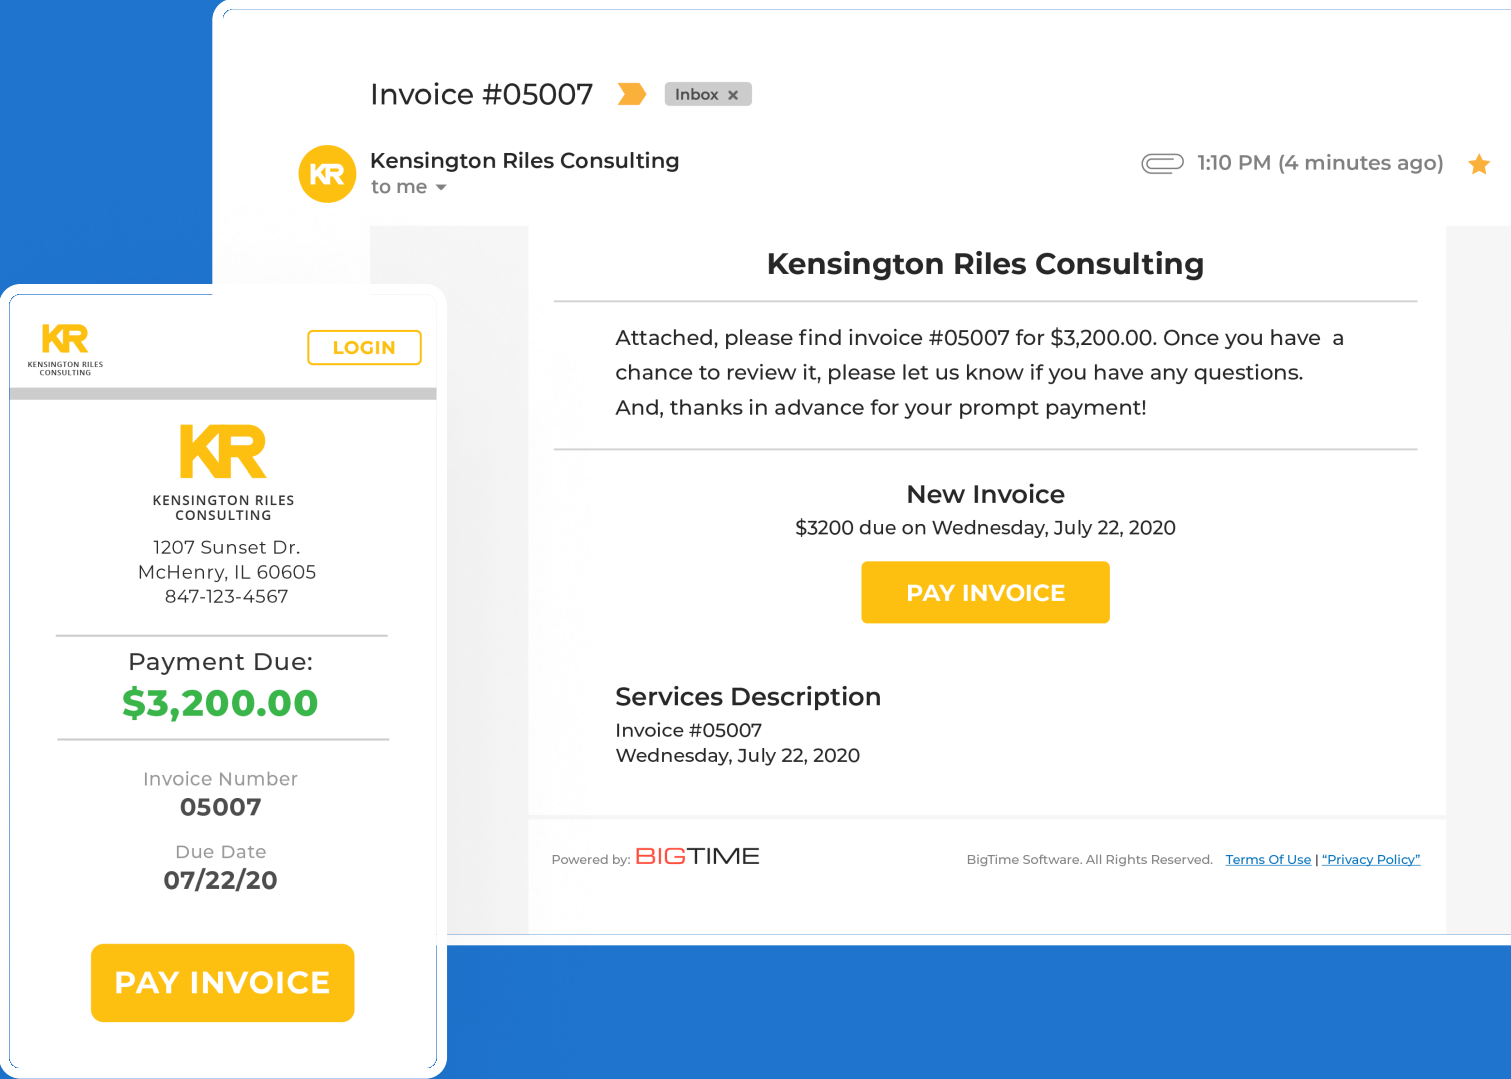 Invoice #05007
Inbox ×
KR
Kensington Riles Consulting
to me
1:10 PM (4 minutes ago)
Kensington Riles Consulting
Attached, please find invoice #05007 for $3,200.00. Once you have a
chance to review it, please let us know if you have any questions.
And, thanks in advance for your prompt payment!
New Invoice
$3200 due on Wednesday, July 22, 2020
PAY INVOICE
Services Description
Invoice #05007
Wednesday, July 22, 2020
Powered by: BIGTIME
BigTime Software. All Rights Reserved. Terms Of Use | “Privacy Policy”
KR
KENSINGTON RILES
CONSULTING
LOGIN
KR
KENSINGTON RILES
CONSULTING
1207 Sunset Dr.
McHenry, IL 60605
847-123-4567
Payment Due:
$3,200.00
Invoice Number
05007
Due Date
07/22/20
PAY INVOICE